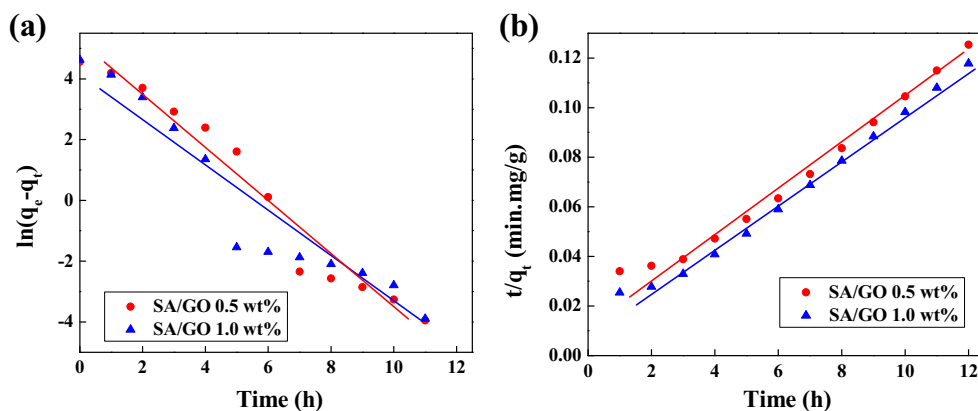 (a)
ln(qe-qt)
4
2
0
-2
-4
SA/GO 0.5 wt%
SA/GO 1.0 wt%
0 2 4 6 8 10 12
Time (h)
(b)
t/qt (min.mg/g)
0.12
0.10
0.08
0.06
0.04
0.02
0.00
SA/GO 0.5 wt%
SA/GO 1.0 wt%
0 2 4 6 8 10 12
Time (h)